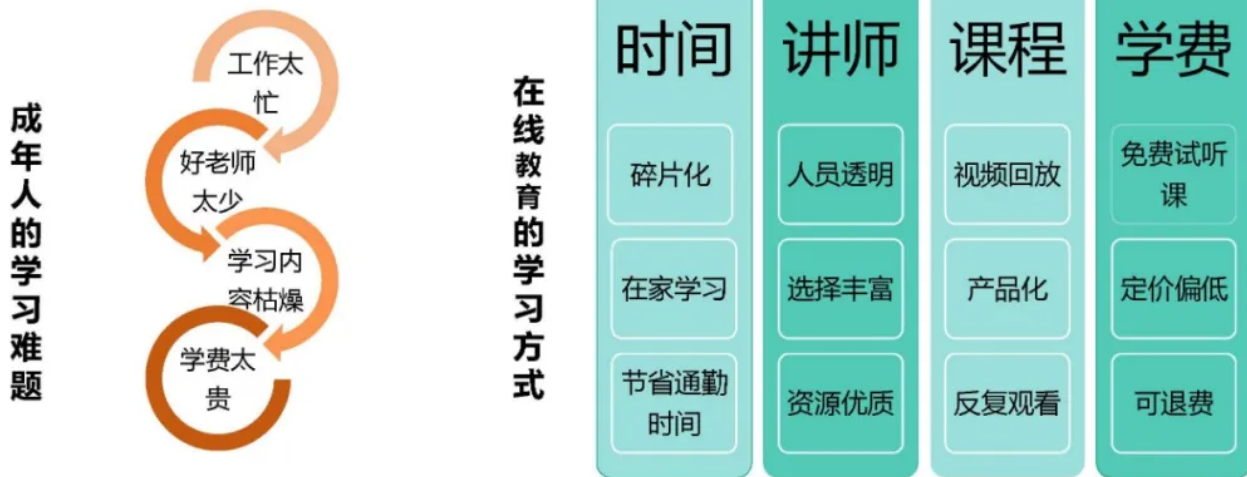 成年人的学习难题
工作太
忙
好老师
太少
学习内
容枯燥
学费太
贵
在线教育的学习方式
时间
碎片化
在家学习
节省通勤
时间
讲师
人员透明
选择丰富
资源优质
课程
视频回放
产品化
反复观看
学费
免费试听
课
定价偏低
可退费